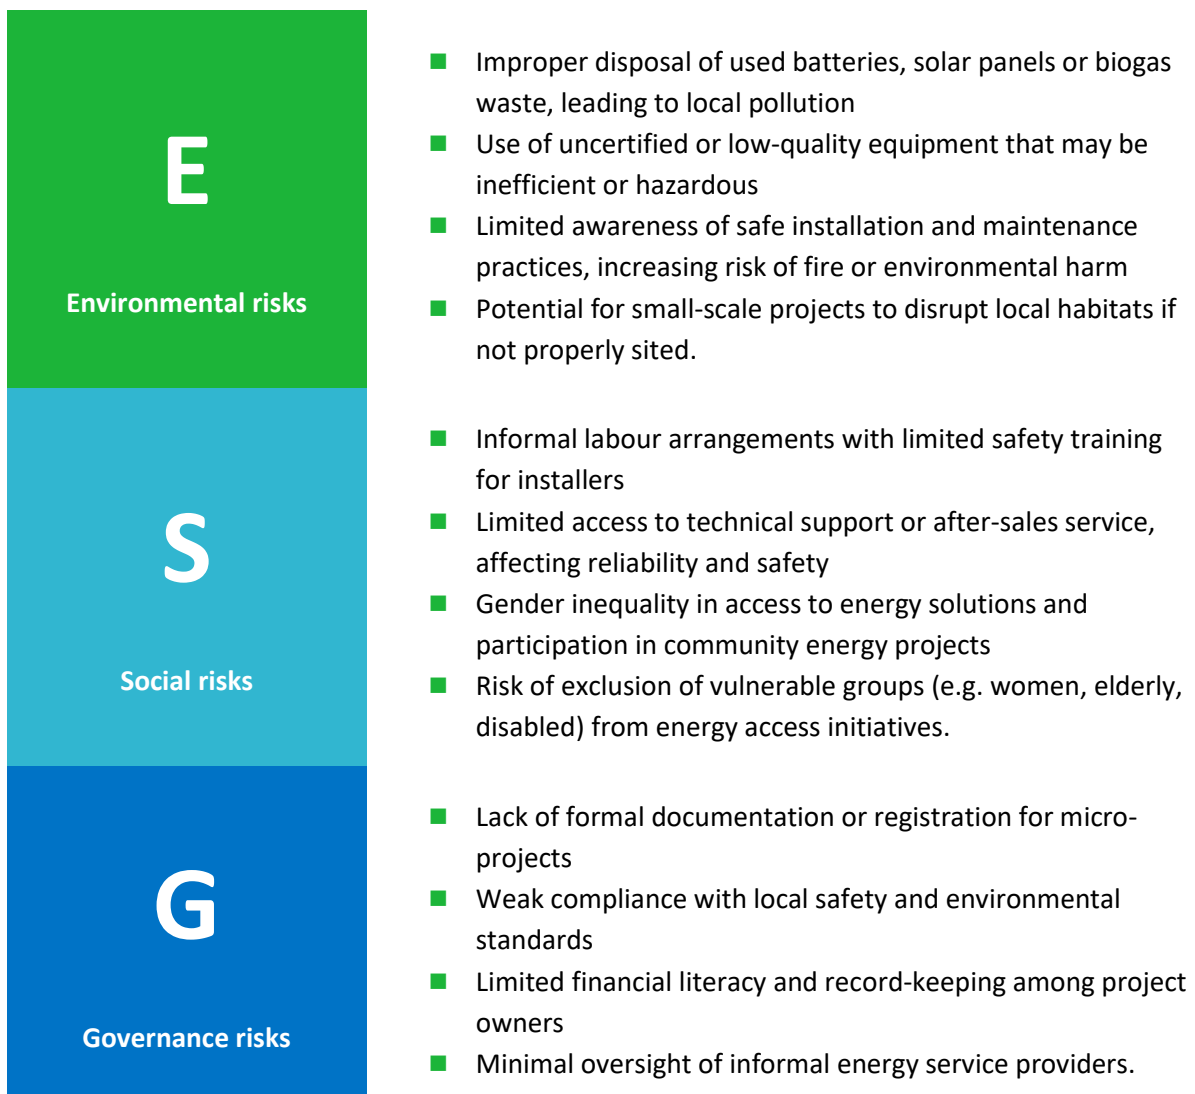 E
Environmental risks
■ Improper disposal of used batteries, solar panels or biogas
waste, leading to local pollution
■ Use of uncertified or low-quality equipment that may be
inefficient or hazardous
■ Limited awareness of safe installation and maintenance
practices, increasing risk of fire or environmental harm
■ Potential for small-scale projects to disrupt local habitats if
not properly sited.
S
Social risks
■ Informal labour arrangements with limited safety training
for installers
■ Limited access to technical support or after-sales service,
affecting reliability and safety
■ Gender inequality in access to energy solutions and
participation in community energy projects
■ Risk of exclusion of vulnerable groups (e.g. women, elderly,
disabled) from energy access initiatives.
G
Governance risks
■ Lack of formal documentation or registration for micro-
projects
■ Weak compliance with local safety and environmental
standards
■ Limited financial literacy and record-keeping among project
owners
■ Minimal oversight of informal energy service providers.